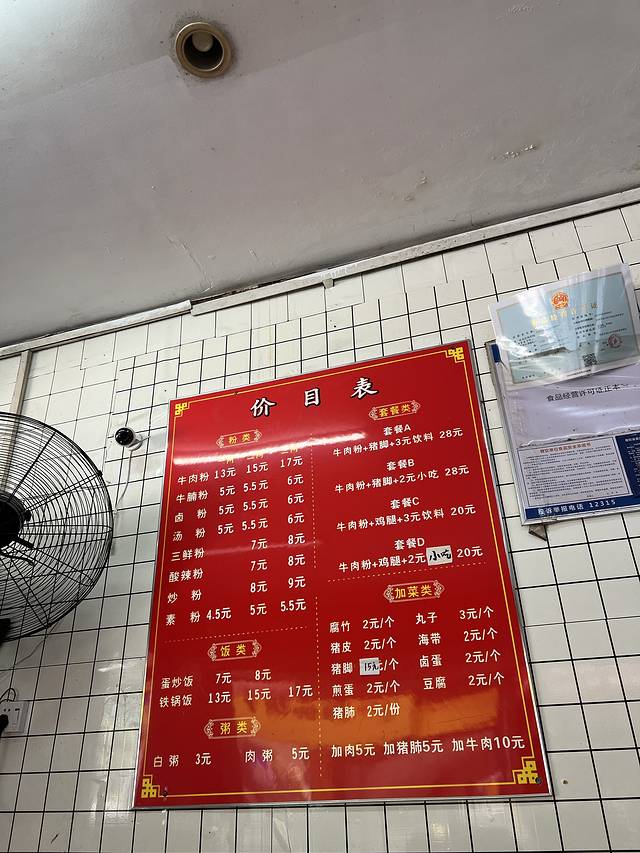 价目表
粉类
牛肉粉 13元 15元 17元
牛腩粉 5元 5.5元 6元
卤粉 5元 5.5元 6元
汤粉 5元 5.5元 6元
三鲜粉 7元 8元
酸辣粉 7元 8元
炒粉 8元 9元
素粉 4.5元 5元 5.5元
饭类
蛋炒饭 7元 8元
铁锅饭 13元 15元 17元
粥类
白粥 3元 肉粥 5元
套餐类
套餐A
牛肉粉+猪脚+3元饮料 28元
套餐B
牛肉粉+猪脚+2元小吃 28元
套餐C
牛肉粉+鸡腿+3元饮料 20元
套餐D
牛肉粉+鸡腿+2元小吃 20元
加菜类
腐竹 2元/个 丸子 3元/个
猪皮 2元/个 海带 2元/个
猪脚 15元/个 卤蛋 2元/个
煎蛋 2元/个 豆腐 2元/个
猪肺 2元/份
加肉5元 加猪肺5元 加牛肉10元
食品经营许可证正本
投诉举报电话 12315